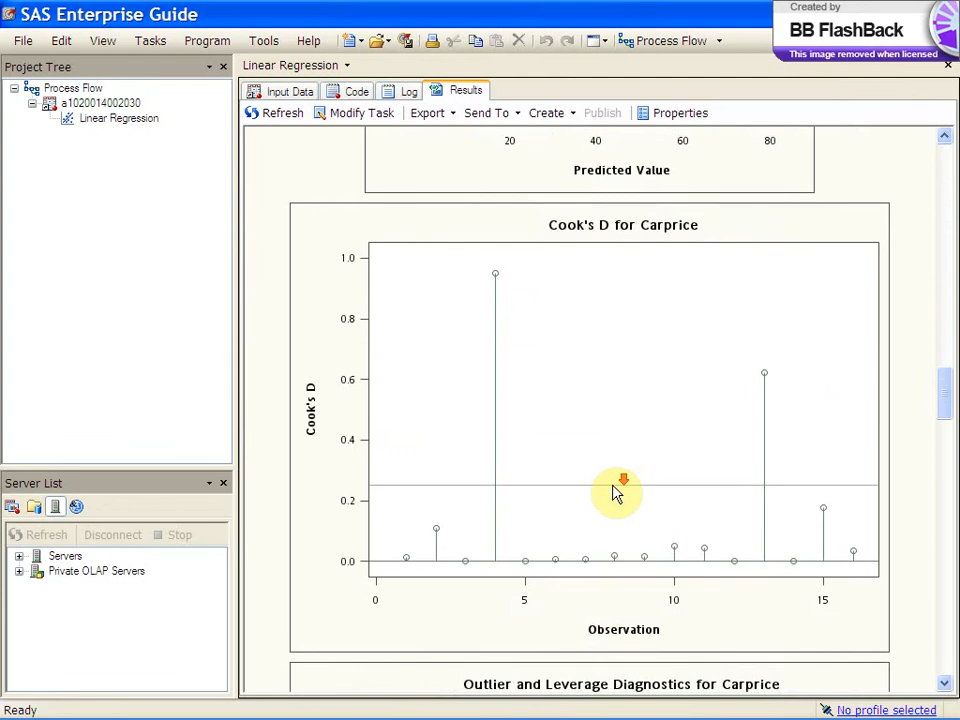 SAS Enterprise Guide
Created by
BB FlashBack
This image removed when licensed
File Edit View Tasks Program Tools Help Process Flow
Project Tree
Linear Regression
Process Flow
a1020014002030
Linear Regression
Input Data Code Log Results
Refresh Modify Task Export Send To Create Publish Properties
20 40 60 80
Predicted Value
Cook's D for Carprice
1.0
0.8
0.6
0.4
0.2
0.0
Cook's D
0 5 10 15
Observation
Outlier and Leverage Diagnostics for Carprice
Server List
Refresh Disconnect Stop
Servers
Private OLAP Servers
Ready
No profile selected